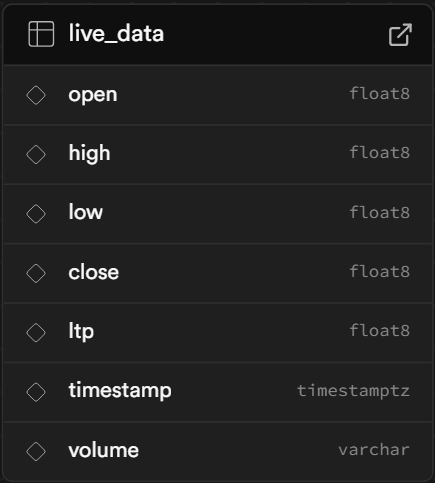 live_data
open float8
high float8
low float8
close float8
ltp float8
timestamp timestamptz
volume varchar